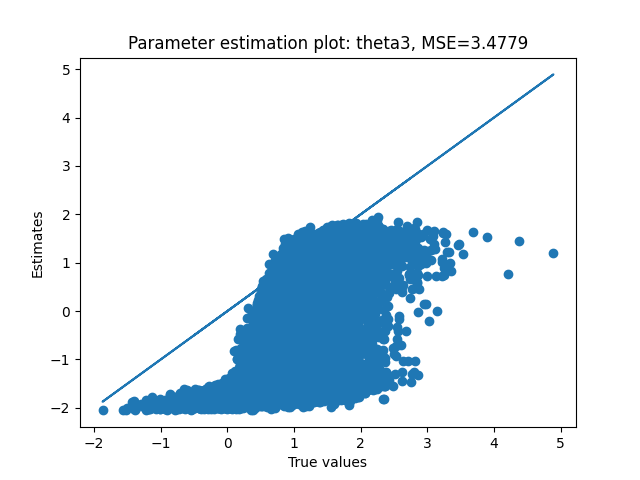 Parameter estimation plot: theta3, MSE=3.4779
5
4
3
2
1
0
−1
−2
Estimates
−2 −1 0 1 2 3 4 5
True values